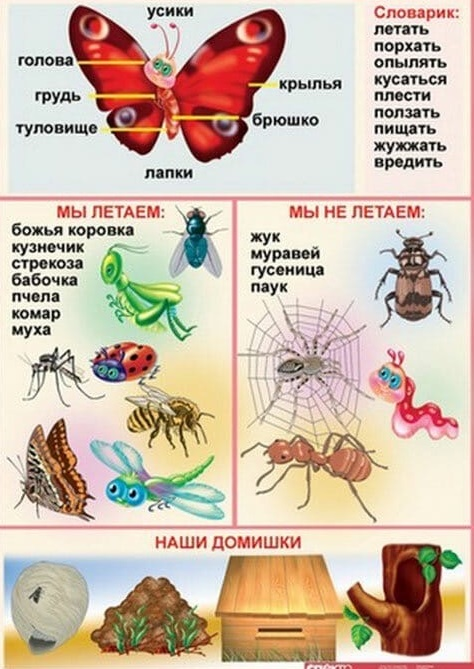 усики
голова
грудь
туловище
крылья
брюшко
лапки
Словарик:
летать
порхать
опылять
кусаться
плести
ползать
пищать
жужжать
вредить
МЫ ЛЕТАЕМ:
божья коровка
кузнечик
стрекоза
бабочка
пчела
комар
муха
МЫ НЕ ЛЕТАЕМ:
жук
муравей
гусеница
паук
НАШИ ДОМИШКИ